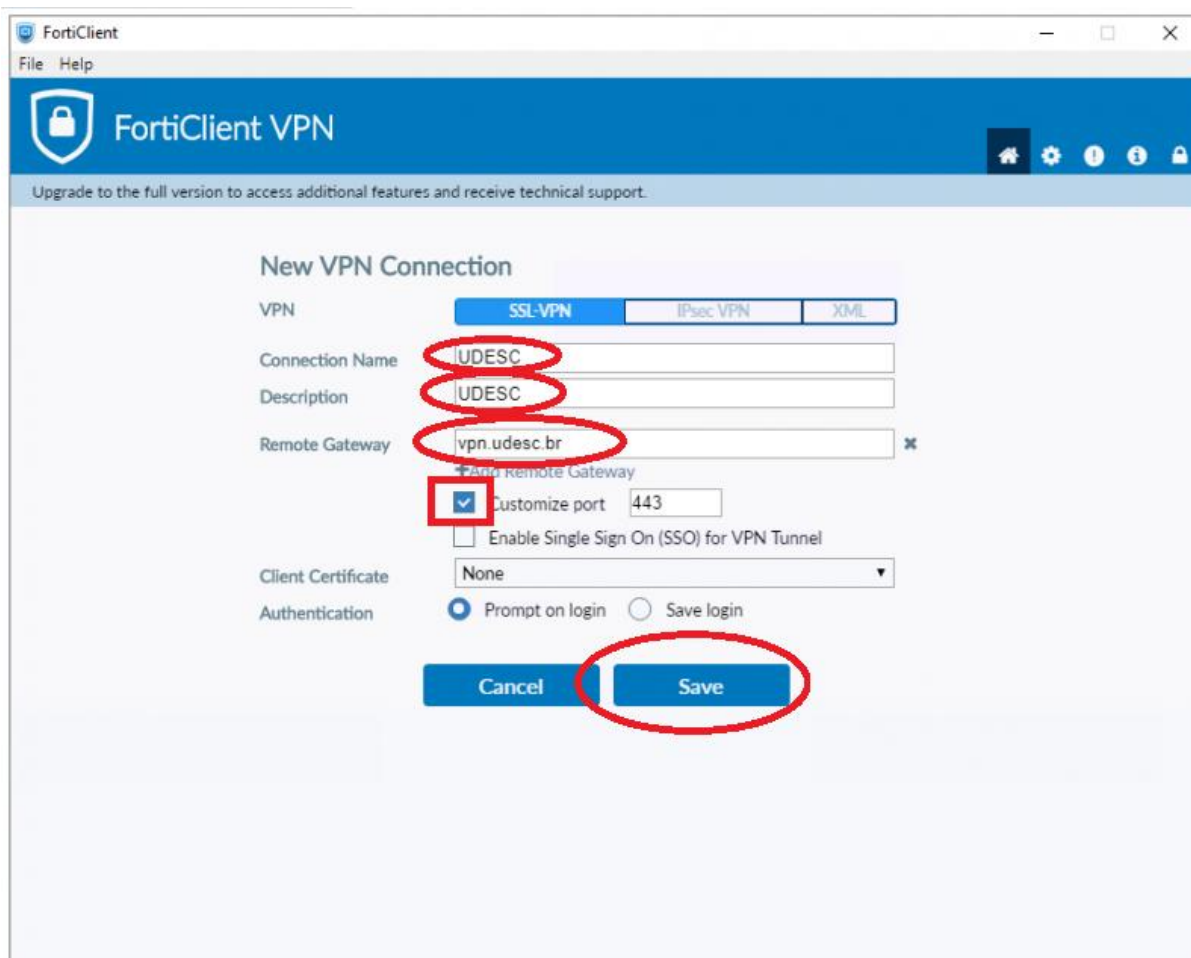 FortiClient
File Help
FortiClient VPN
Upgrade to the full version to access additional features and receive technical support.
New VPN Connection
VPN SSL-VPN IPsec VPN XML
Connection Name UDESC
Description UDESC
Remote Gateway vpn.udesc.br
+Add Remote Gateway
Customize port 443
Enable Single Sign On (SSO) for VPN Tunnel
Client Certificate None
Authentication Prompt on login Save login
Cancel Save